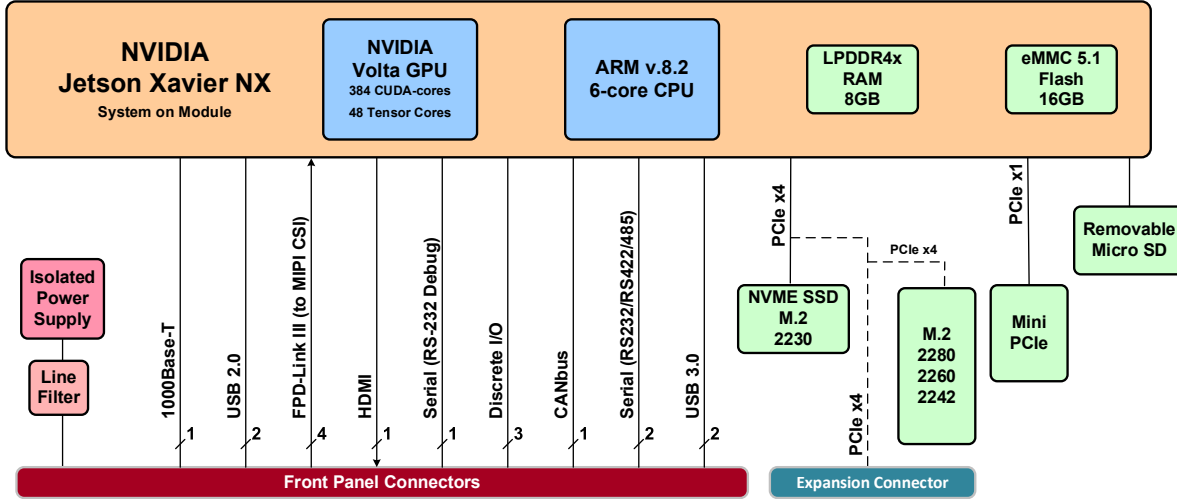 NVIDIA
Jetson Xavier NX
System on Module
NVIDIA
Volta GPU
384 CUDA-cores
48 Tensor Cores
ARM v.8.2
6-core CPU
LPDDR4x
RAM
8GB
eMMC 5.1
Flash
16GB
Isolated
Power
Supply
Line
Filter
1000Base-T
1
USB 2.0
2
FPD-Link III (to MIPI CSI)
4
HDMI
1
Serial (RS-232 Debug)
1
Discrete I/O
3
CANbus
1
Serial (RS232/RS422/485)
2
USB 3.0
2
PCIe x4
NVME SSD
M.2
2230
PCIe x4
PCIe x4
M.2
2280
2260
2242
PCIe x1
Mini
PCIe
Removable
Micro SD
Front Panel Connectors
Expansion Connector